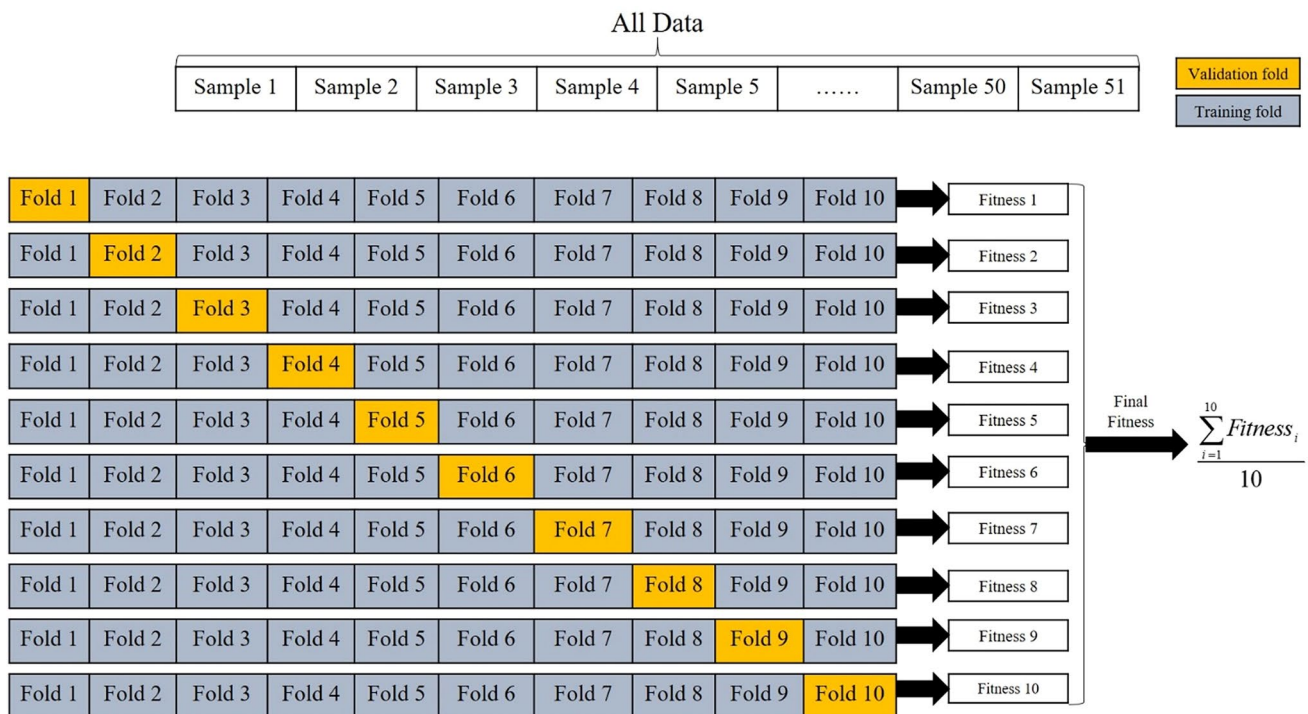 All Data
Sample 1 Sample 2 Sample 3 Sample 4 Sample 5 ...... Sample 50 Sample 51
Validation fold
Training fold
Fold 1 Fold 2 Fold 3 Fold 4 Fold 5 Fold 6 Fold 7 Fold 8 Fold 9 Fold 10 Fitness 1
Fold 1 Fold 2 Fold 3 Fold 4 Fold 5 Fold 6 Fold 7 Fold 8 Fold 9 Fold 10 Fitness 2
Fold 1 Fold 2 Fold 3 Fold 4 Fold 5 Fold 6 Fold 7 Fold 8 Fold 9 Fold 10 Fitness 3
Fold 1 Fold 2 Fold 3 Fold 4 Fold 5 Fold 6 Fold 7 Fold 8 Fold 9 Fold 10 Fitness 4
Fold 1 Fold 2 Fold 3 Fold 4 Fold 5 Fold 6 Fold 7 Fold 8 Fold 9 Fold 10 Fitness 5
Fold 1 Fold 2 Fold 3 Fold 4 Fold 5 Fold 6 Fold 7 Fold 8 Fold 9 Fold 10 Fitness 6
Fold 1 Fold 2 Fold 3 Fold 4 Fold 5 Fold 6 Fold 7 Fold 8 Fold 9 Fold 10 Fitness 7
Fold 1 Fold 2 Fold 3 Fold 4 Fold 5 Fold 6 Fold 7 Fold 8 Fold 9 Fold 10 Fitness 8
Fold 1 Fold 2 Fold 3 Fold 4 Fold 5 Fold 6 Fold 7 Fold 8 Fold 9 Fold 10 Fitness 9
Fold 1 Fold 2 Fold 3 Fold 4 Fold 5 Fold 6 Fold 7 Fold 8 Fold 9 Fold 10 Fitness 10
Final
Fitness
10
∑ Fitness i
i=1
10